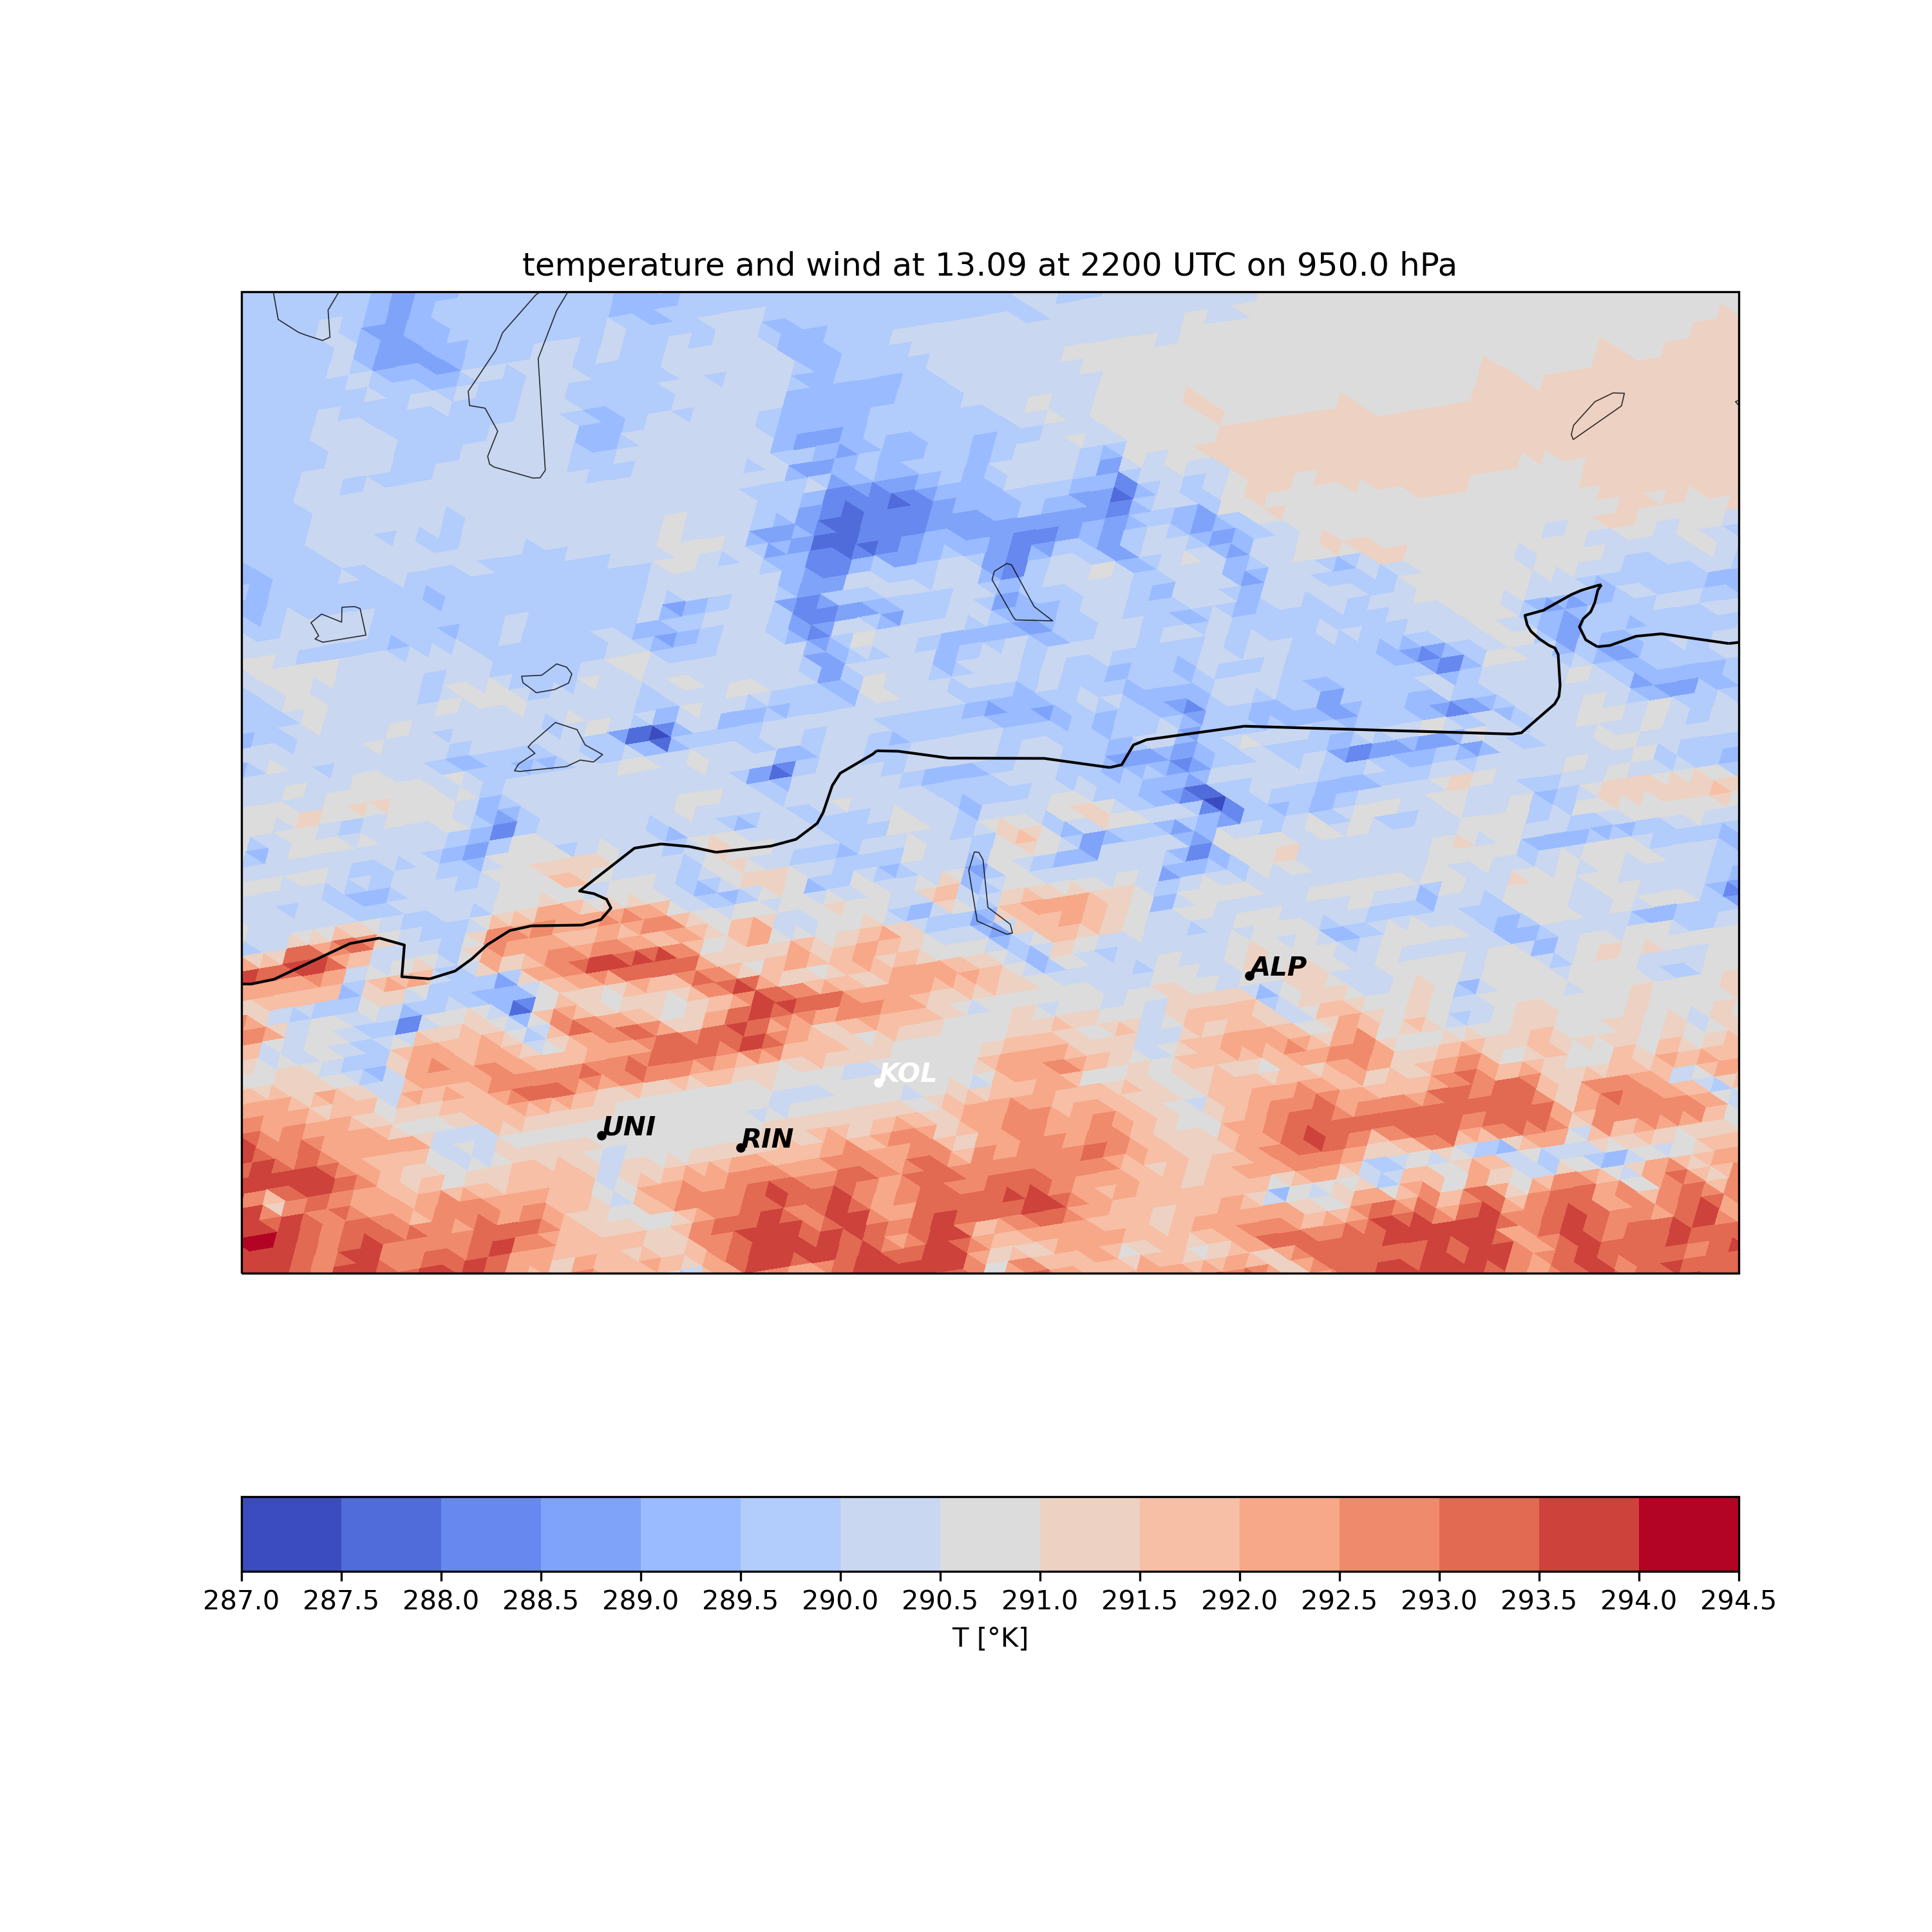 temperature and wind at 13.09 at 2200 UTC on 950.0 hPa
ALP
KOL
UNI
RIN
287.0 287.5 288.0 288.5 289.0 289.5 290.0 290.5 291.0 291.5 292.0 292.5 293.0 293.5 294.0 294.5
T [°K]